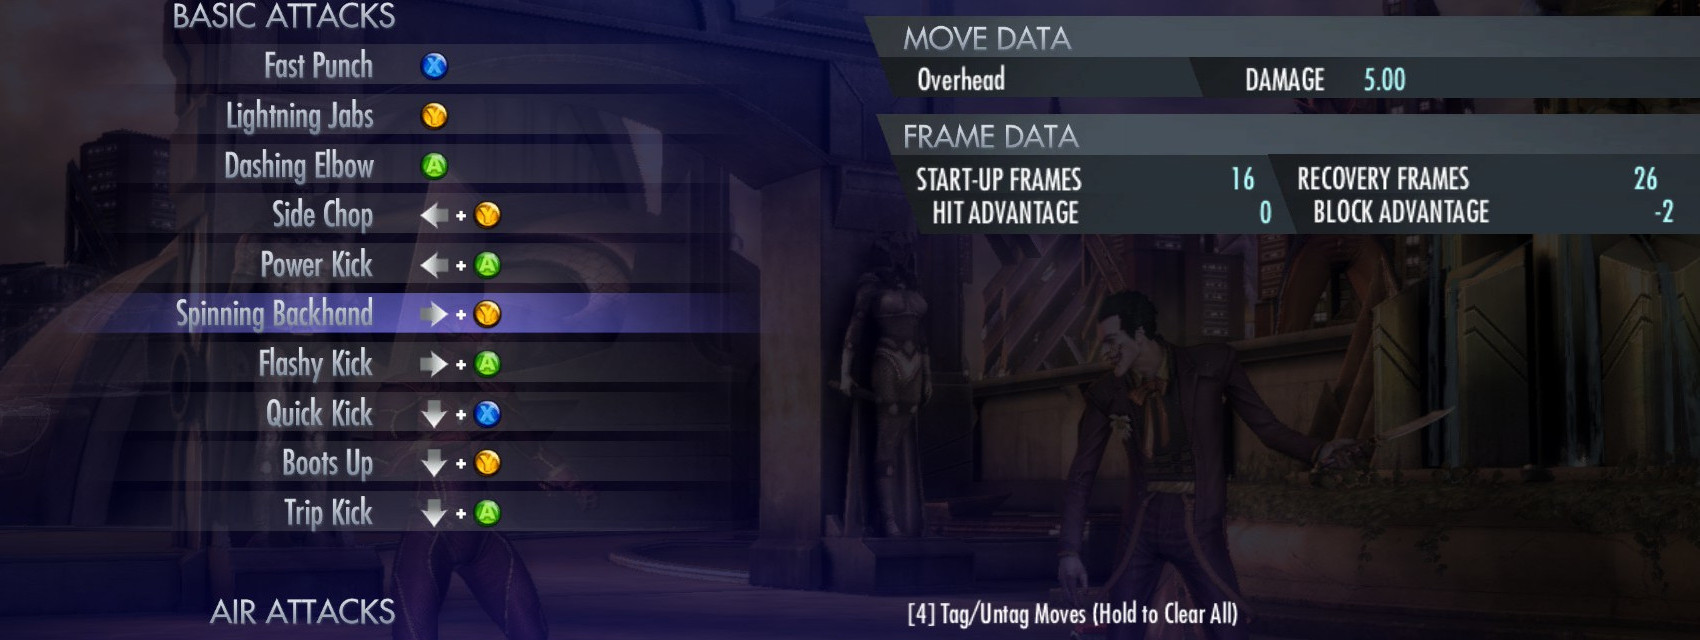 BASIC ATTACKS
Fast Punch X
Lightning Jabs Y
Dashing Elbow A
Side Chop ← + Y
Power Kick ← + A
Spinning Backhand → + Y
Flashy Kick → + A
Quick Kick ↓ + X
Boots Up ↓ + Y
Trip Kick ↓ + A
AIR ATTACKS
MOVE DATA
Overhead DAMAGE 5.00
FRAME DATA
START-UP FRAMES 16 RECOVERY FRAMES 26
HIT ADVANTAGE 0 BLOCK ADVANTAGE -2
[4] Tag/Untag Moves (Hold to Clear All)